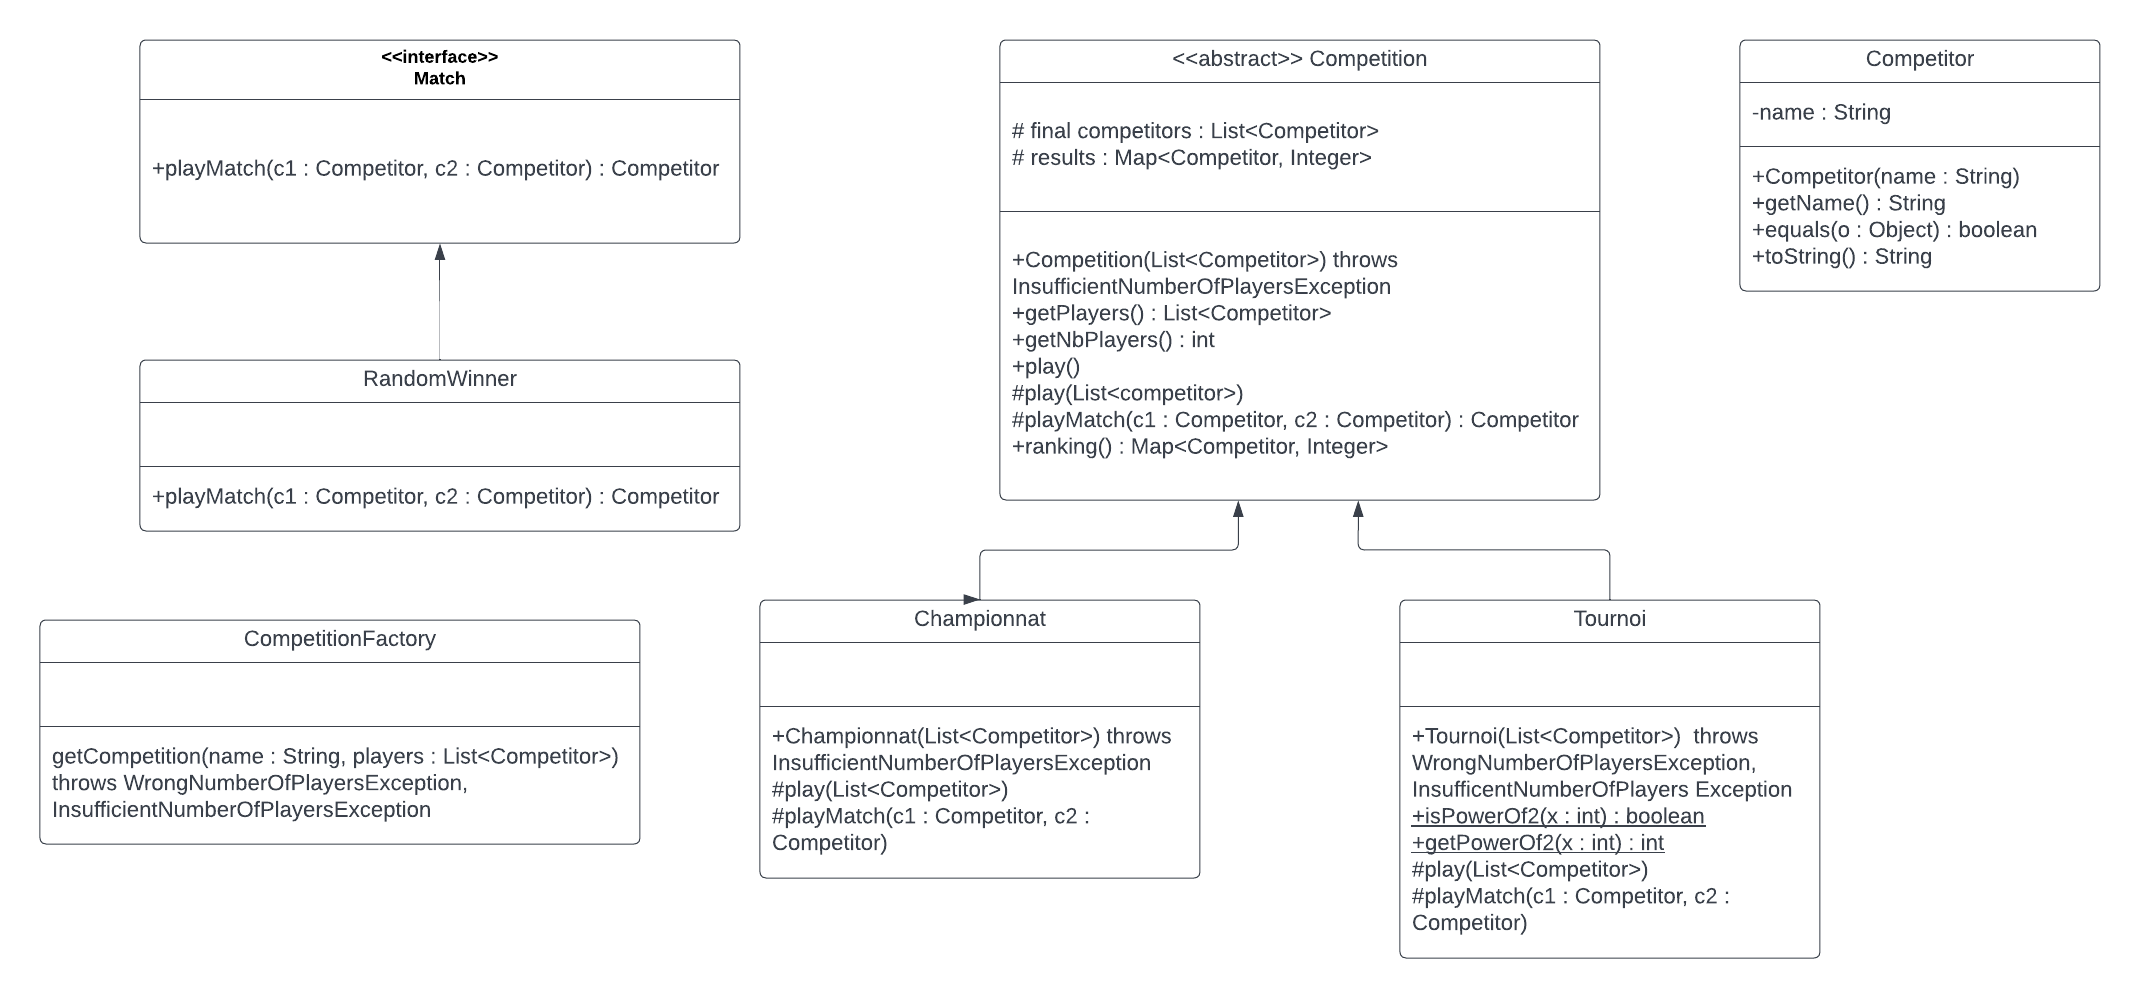 <<interface>>
Match
+playMatch(c1 : Competitor, c2 : Competitor) : Competitor
RandomWinner
+playMatch(c1 : Competitor, c2 : Competitor) : Competitor
CompetitionFactory
getCompetition(name : String, players : List<Competitor>)
throws WrongNumberOfPlayersException,
InsufficientNumberOfPlayersException
<<abstract>> Competition
# final competitors : List<Competitor>
# results : Map<Competitor, Integer>
+Competition(List<Competitor>) throws
InsufficientNumberOfPlayersException
+getPlayers() : List<Competitor>
+getNbPlayers() : int
+play()
#play(List<competitor>)
#playMatch(c1 : Competitor, c2 : Competitor) : Competitor
+ranking() : Map<Competitor, Integer>
Championnat
+Championnat(List<Competitor>) throws
InsufficientNumberOfPlayersException
#play(List<Competitor>)
#playMatch(c1 : Competitor, c2 :
Competitor)
Tournoi
+Tournoi(List<Competitor>)  throws
WrongNumberOfPlayersException,
InsufficentNumberOfPlayers Exception
+isPowerOf2(x : int) : boolean
+getPowerOf2(x : int) : int
#play(List<Competitor>)
#playMatch(c1 : Competitor, c2 :
Competitor)
Competitor
-name : String
+Competitor(name : String)
+getName() : String
+equals(o : Object) : boolean
+toString() : String